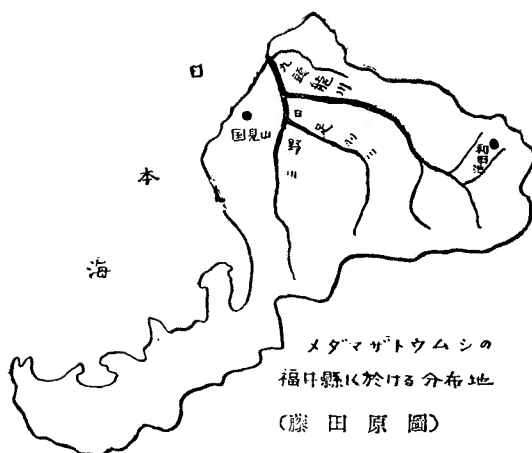 日本海
九頭龍川
足羽川
日野川
国見山
メダマザトウムシの
福井縣に於ける分布地
(藤田原圖)